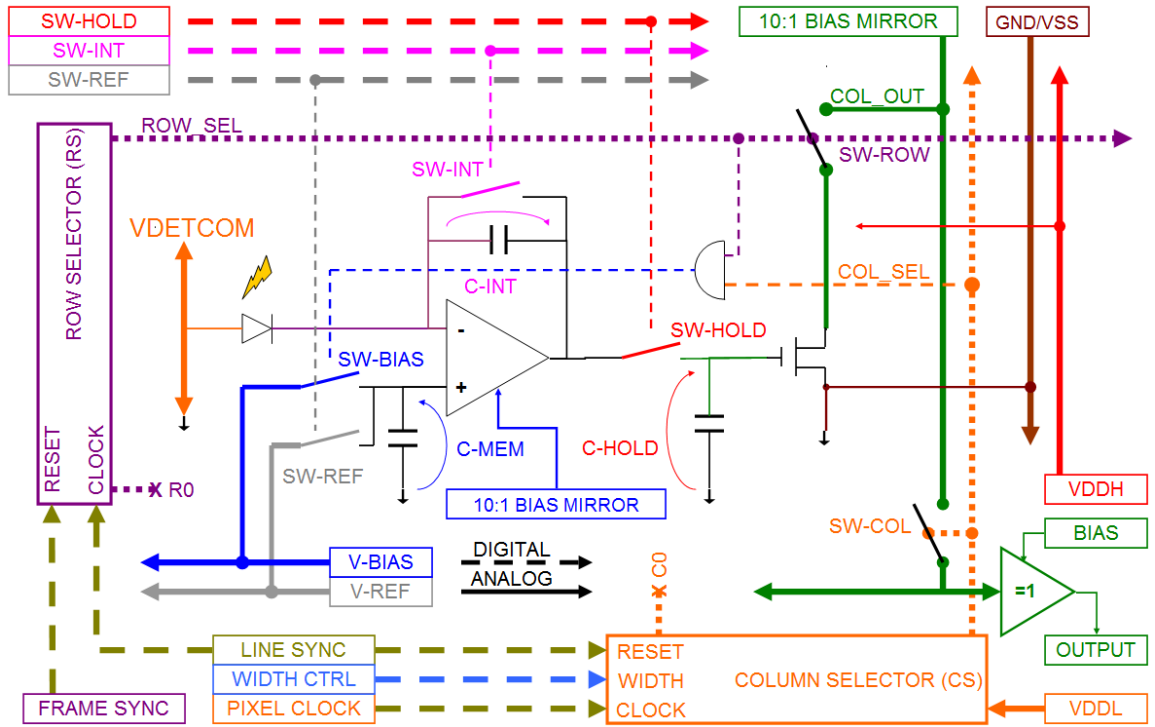 SW-HOLD
SW-INT
SW-REF
10:1 BIAS MIRROR
GND/VSS
COL_OUT
ROW_SEL
SW-ROW
SW-INT
ROW SELECTOR (RS)
VDETCOM
C-INT
COL_SEL
-
SW-HOLD
SW-BIAS
+
C-MEM
C-HOLD
SW-REF
RESET
CLOCK
X R0
10:1 BIAS MIRROR
VDDH
SW-COL
BIAS
V-BIAS
DIGITAL
V-REF
ANALOG
X C0
=1
LINE SYNC
RESET
OUTPUT
WIDTH CTRL
WIDTH
COLUMN SELECTOR (CS)
FRAME SYNC
PIXEL CLOCK
CLOCK
VDDL